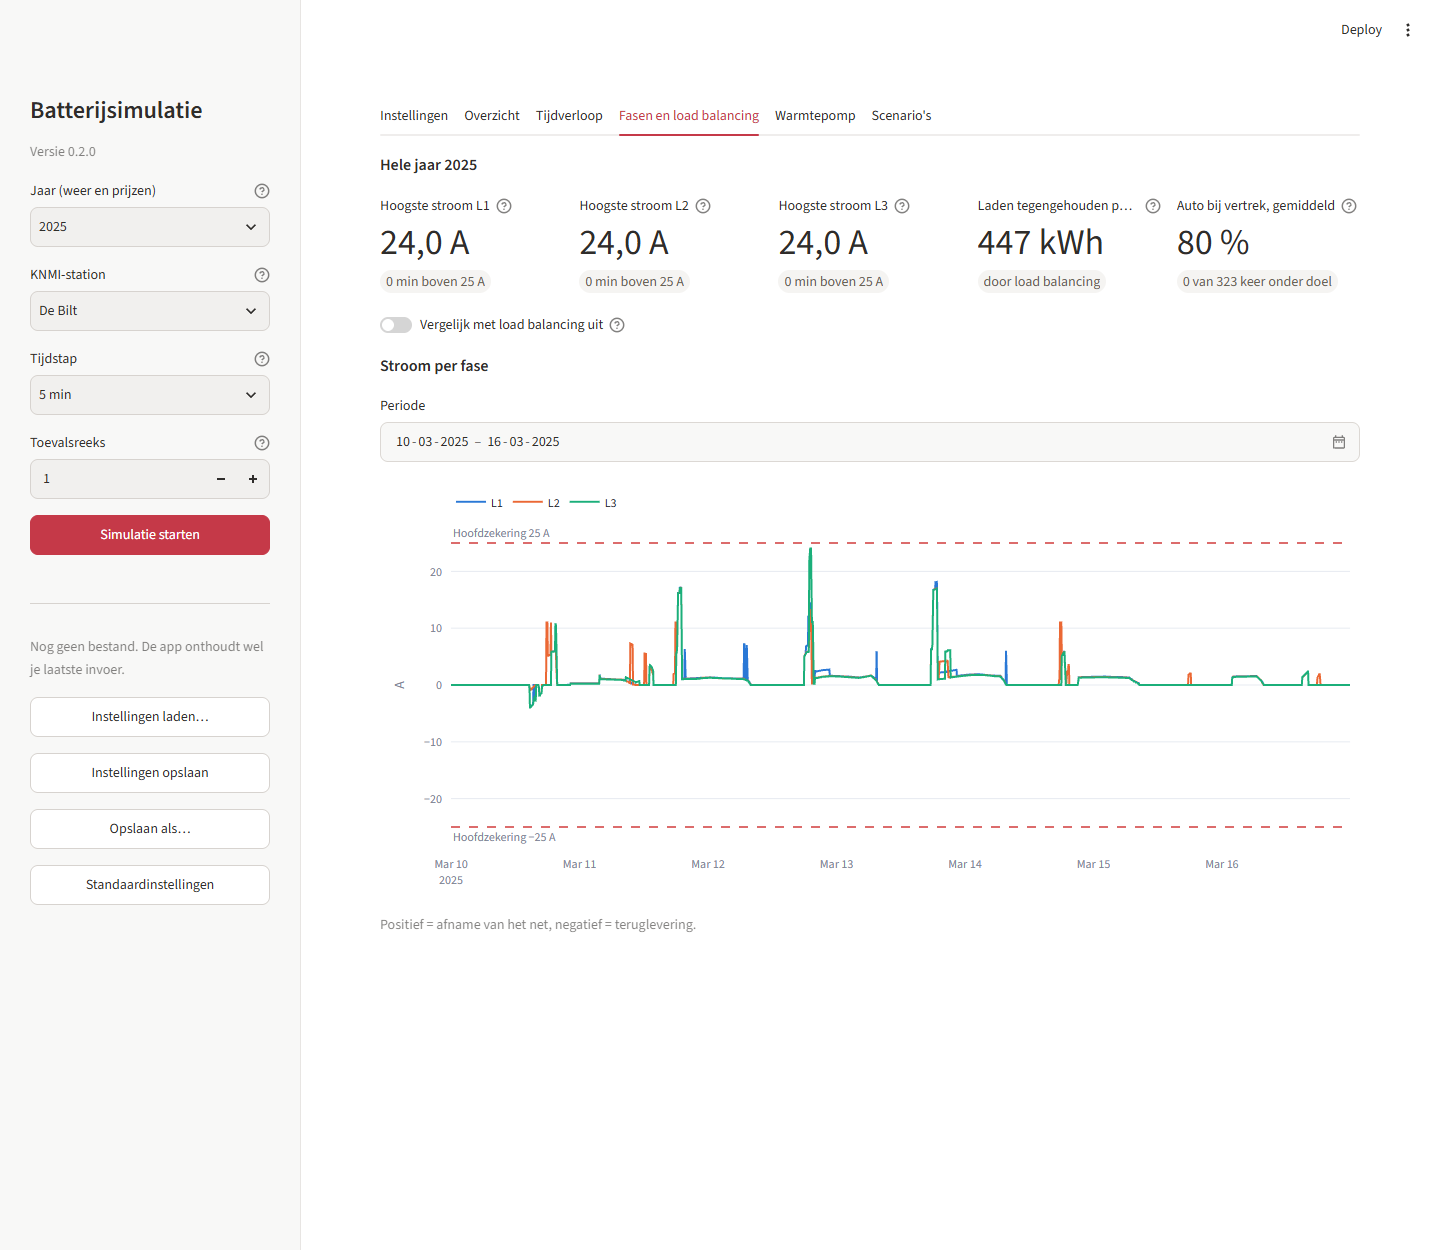 Deploy
Batterijsimulatie
Versie 0.2.0
Jaar (weer en prijzen)
2025
KNMI-station
De Bilt
Tijdstap
5 min
Toevalsreeks
1
Simulatie starten
Nog geen bestand. De app onthoudt wel
je laatste invoer.
Instellingen laden…
Instellingen opslaan
Opslaan als…
Standaardinstellingen
Instellingen Overzicht Tijdverloop Fasen en load balancing Warmtepomp Scenario's
Hele jaar 2025
Hoogste stroom L1
24,0 A
0 min boven 25 A
Hoogste stroom L2
24,0 A
0 min boven 25 A
Hoogste stroom L3
24,0 A
0 min boven 25 A
Laden tegengehouden p…
447 kWh
door load balancing
Auto bij vertrek, gemiddeld
80 %
0 van 323 keer onder doel
Vergelijk met load balancing uit
Stroom per fase
Periode
10-03-2025 – 16-03-2025
L1 L2 L3
Hoofdzekering 25 A
20
10
0
−10
−20
A
Hoofdzekering −25 A
Mar 10 Mar 11 Mar 12 Mar 13 Mar 14 Mar 15 Mar 16
2025
Positief = afname van het net, negatief = teruglevering.